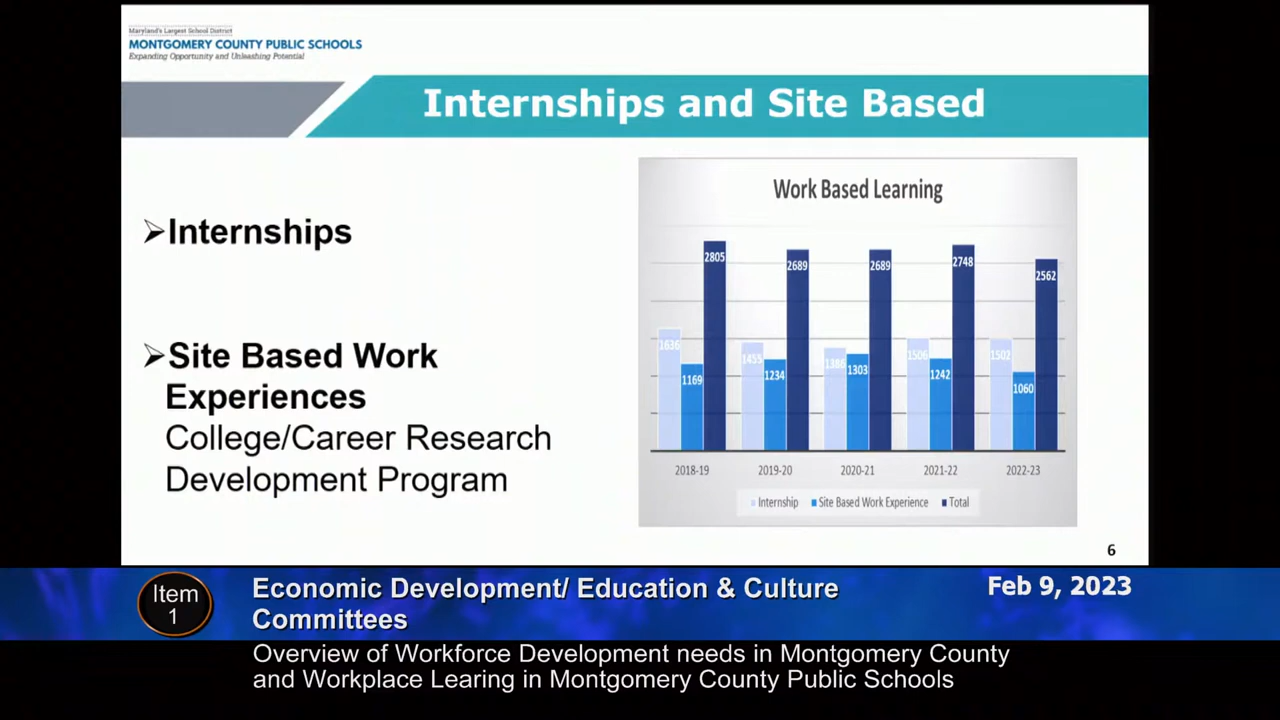 Maryland's Largest School District
MONTGOMERY COUNTY PUBLIC SCHOOLS
Expanding Opportunity and Unleashing Potential
Internships and Site Based
➢Internships
➢Site Based Work
Experiences
College/Career Research
Development Program
Work Based Learning
1636 1169 2805
1455 1234 2689
1386 1303 2689
1506 1242 2748
1502 1060 2562
2018-19 2019-20 2020-21 2021-22 2022-23
Internship Site Based Work Experience Total
6
Item
1
Economic Development/ Education & Culture
Committees
Feb 9, 2023
Overview of Workforce Development needs in Montgomery County
and Workplace Learing in Montgomery County Public Schools